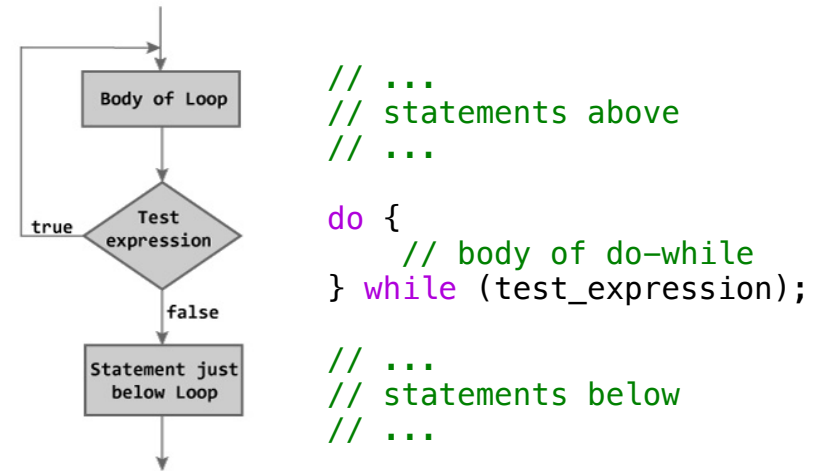 Body of Loop
Test
expression
true
false
Statement just
below Loop
// ...
// statements above
// ...
do {
    // body of do-while
} while (test_expression);
// ...
// statements below
// ...